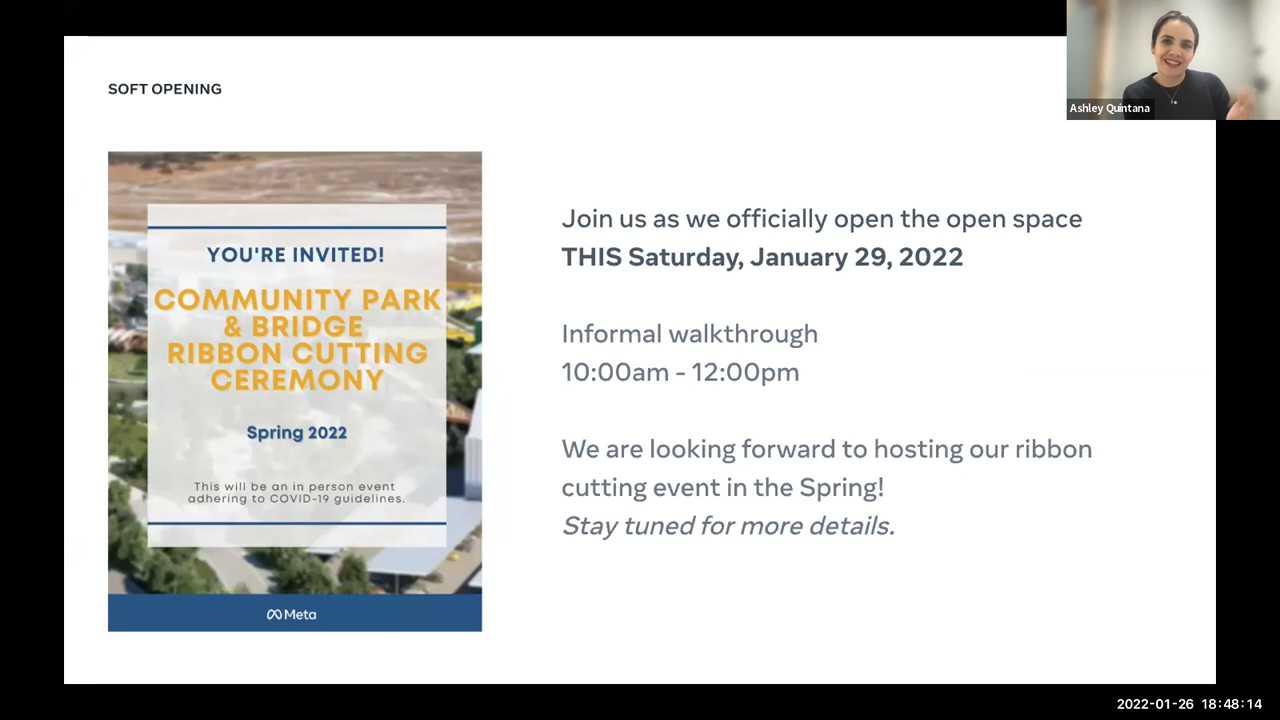 SOFT OPENING
Ashley Quintana
YOU'RE INVITED!
COMMUNITY PARK
& BRIDGE
RIBBON CUTTING
CEREMONY
Spring 2022
This will be an in person event
adhering to COVID-19 guidelines.
Meta
Join us as we officially open the open space
THIS Saturday, January 29, 2022
Informal walkthrough
10:00am - 12:00pm
We are looking forward to hosting our ribbon
cutting event in the Spring!
Stay tuned for more details.
2022-01-26 18:48:14